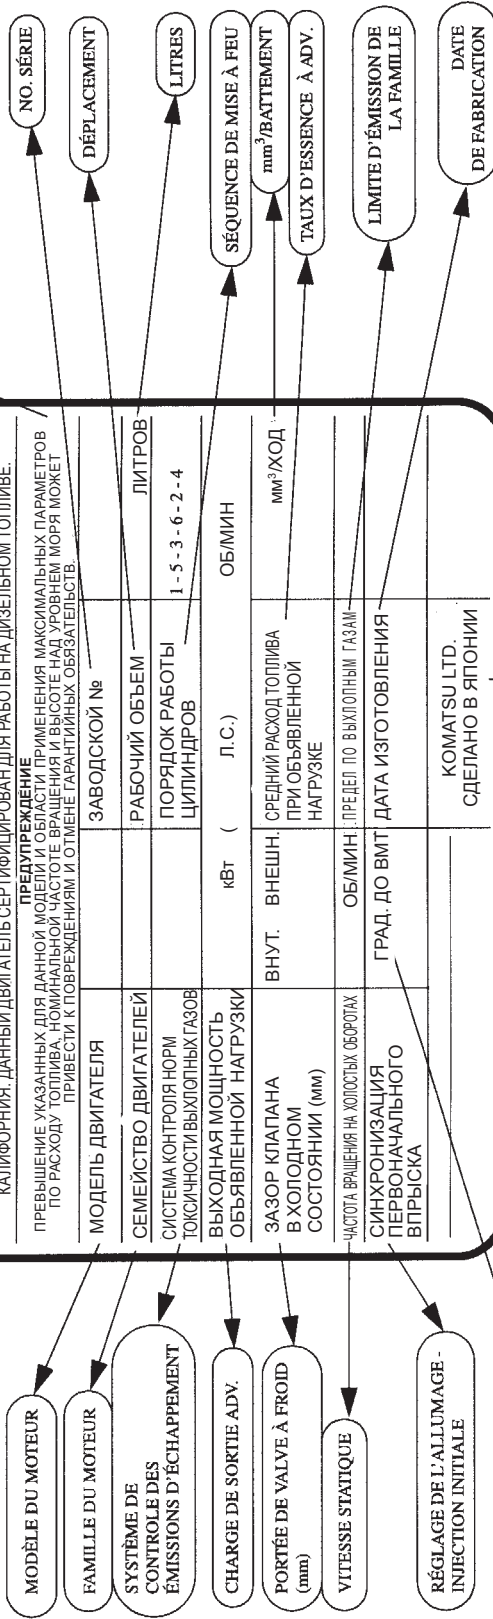 КАЛИФОРНИЯ. ДАННЫЙ ДВИГАТЕЛЬ СЕРТИФИЦИРОВАН ДЛЯ РАБОТЫ НА ДИЗЕЛЬНОМ ТОПЛИВЕ.
ПРЕДУПРЕЖДЕНИЕ
ПРЕВЫШЕНИЕ УКАЗАННЫХ ДЛЯ ДАННОЙ МОДЕЛИ И ОБЛАСТИ ПРИМЕНЕНИЯ МАКСИМАЛЬНЫХ ПАРАМЕТРОВ
ПО РАСХОДУ ТОПЛИВА, НОМИНАЛЬНОЙ ЧАСТОТЕ ВРАЩЕНИЯ И ВЫСОТЕ НАД УРОВНЕМ МОРЯ МОЖЕТ
ПРИВЕСТИ К ПОВРЕЖДЕНИЯМ И ОТМЕНЕ ГАРАНТИЙНЫХ ОБЯЗАТЕЛЬСТВ.
МОДЕЛЬ ДВИГАТЕЛЯ
ЗАВОДСКОЙ №
СЕМЕЙСТВО ДВИГАТЕЛЕЙ
РАБОЧИЙ ОБЪЕМ
ЛИТРОВ
СИСТЕМА КОНТРОЛЯ НОРМ
ТОКСИЧНОСТИ ВЫХЛОПНЫХ ГАЗОВ
ПОРЯДОК РАБОТЫ
ЦИЛИНДРОВ
1 - 5 - 3 - 6 - 2 - 4
ВЫХОДНАЯ МОЩНОСТЬ
ОБЪЯВЛЕННОЙ НАГРУЗКИ
кВт ( Л.С.)
ОБ/МИН
ЗАЗОР КЛАПАНА
В ХОЛОДНОМ
СОСТОЯНИИ (мм)
ВНУТ. ВНЕШН.
СРЕДНИЙ РАСХОД ТОПЛИВА
ПРИ ОБЪЯВЛЕННОЙ
НАГРУЗКЕ
мм³/ХОД
ЧАСТОТА ВРАЩЕНИЯ НА ХОЛОСТЫХ ОБОРОТАХ
ОБ/МИН.
ПРЕДЕЛ ПО ВЫХЛОПНЫМ ГАЗАМ
СИНХРОНИЗАЦИЯ
ПЕРВОНАЧАЛЬНОГО
ВПРЫСКА
ГРАД. ДО ВМТ
ДАТА ИЗГОТОВЛЕНИЯ
KOMATSU LTD.
СДЕЛАНО В ЯПОНИИ
MODÈLE DU MOTEUR
FAMILLE DU MOTEUR
SYSTÈME DE
CONTROLE DES
ÉMISSIONS D'ÉCHAPPEMENT
CHARGE DE SORTIE ADV.
PORTÉE DE VALVE À FROID
(mm)
VITESSE STATIQUE
RÉGLAGE DE L'ALLUMAGE -
INJECTION INITIALE
NO. SÉRIE
DÉPLACEMENT
LITRES
SÉQUENCE DE MISE À FEU
mm³/BATTEMENT
TAUX D'ESSENCE À ADV.
LIMITE D'ÉMISSION DE
LA FAMILLE
DATE
DE FABRICATION